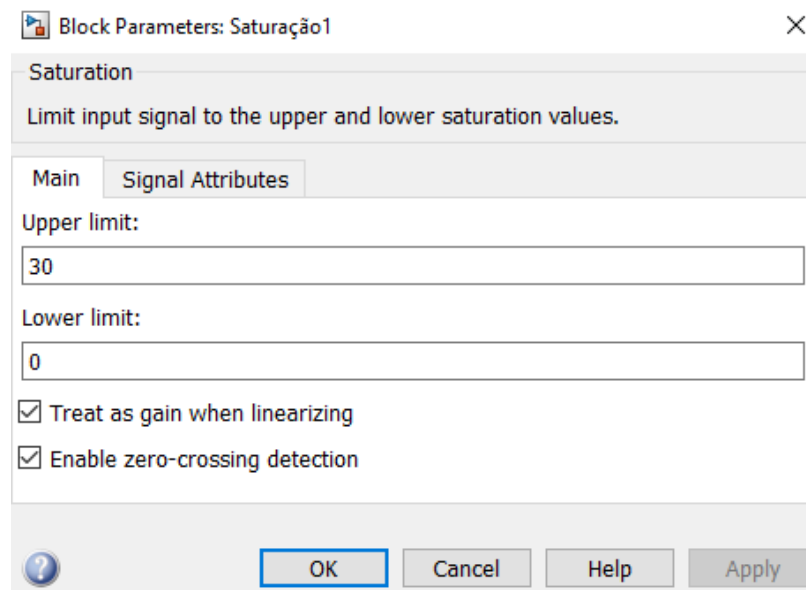 Block Parameters: Saturação1
Saturation
Limit input signal to the upper and lower saturation values.
Main Signal Attributes
Upper limit:
30
Lower limit:
0
Treat as gain when linearizing
Enable zero-crossing detection
? OK Cancel Help Apply